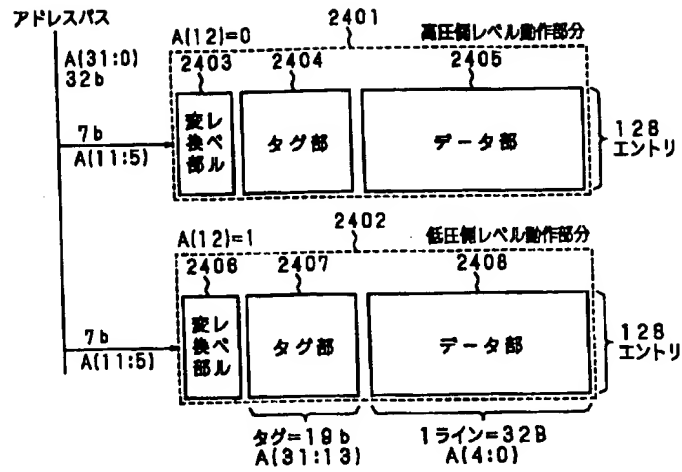 アドレスバス
A(31:0)
32b
2401
A(12)=0
高圧側レベル動作部分
2403
2404
2405
7b
A(11:5)
レベル変換部
タグ部
データ部
128
エントリ
2402
A(12)=1
低圧側レベル動作部分
2406
2407
2408
7b
A(11:5)
レベル変換部
タグ部
データ部
128
エントリ
タグ=19b
A(31:13)
1ライン=32B
A(4:0)